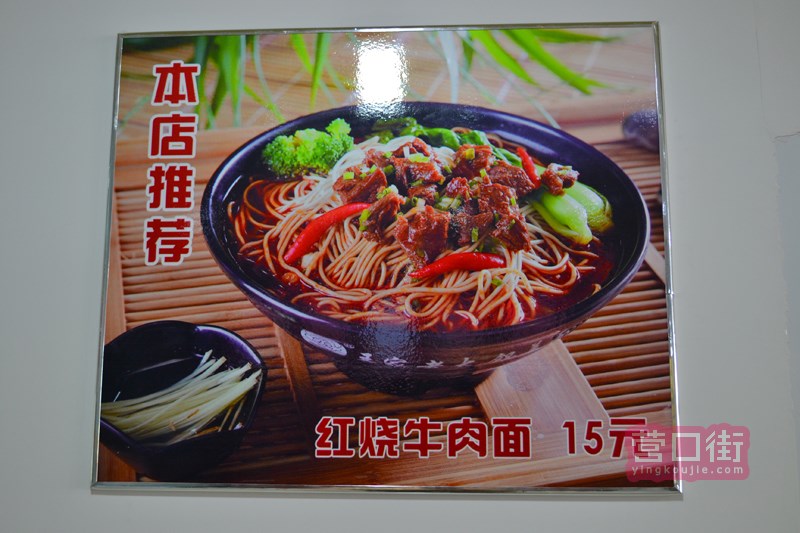 本店推荐
红烧牛肉面 15元
营口街
yingkoujie.com